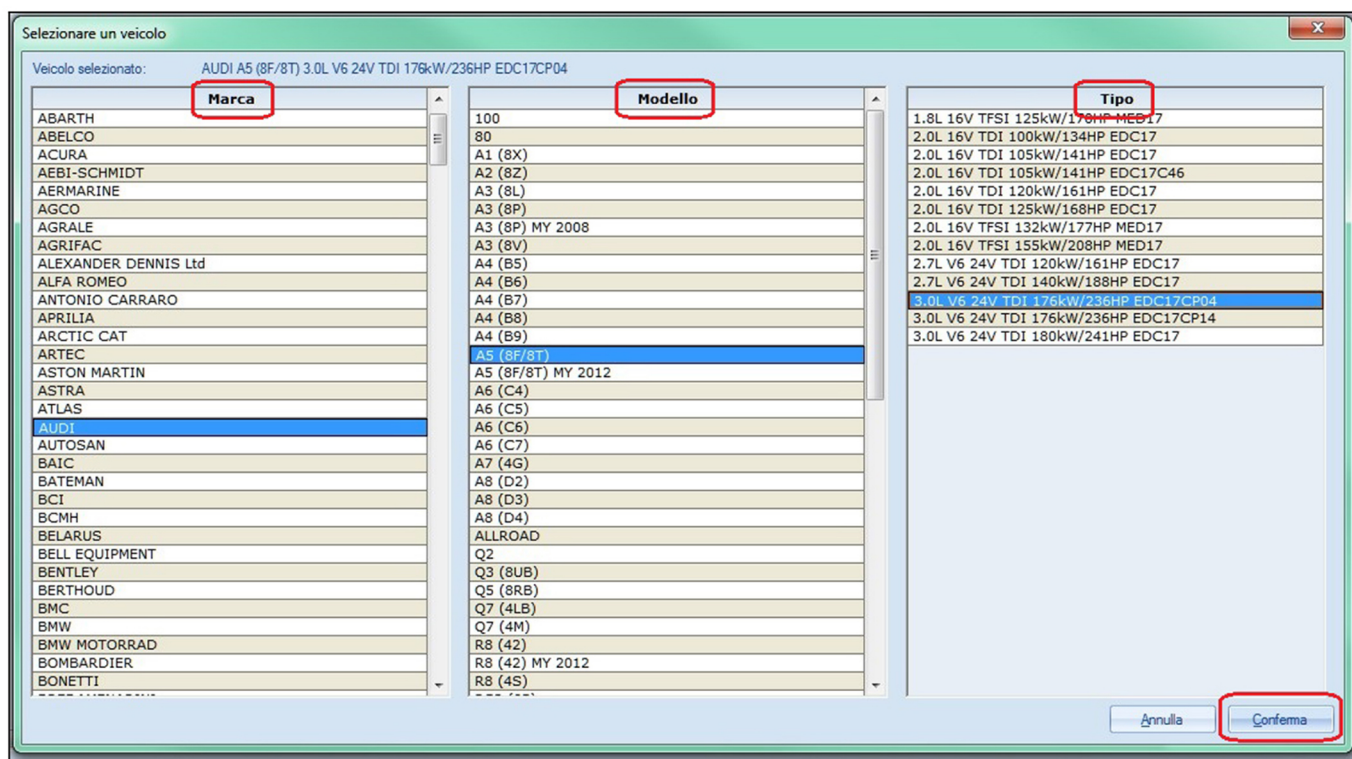 Selezionare un veicolo
Veicolo selezionato: AUDI A5 (8F/8T) 3.0L V6 24V TDI 176kW/236HP EDC17CP04
Marca
ABARTH
ABELCO
ACURA
AEBI-SCHMIDT
AERMARINE
AGCO
AGRALE
AGRIFAC
ALEXANDER DENNIS Ltd
ALFA ROMEO
ANTONIO CARRARO
APRILIA
ARCTIC CAT
ARTEC
ASTON MARTIN
ASTRA
ATLAS
AUDI
AUTOSAN
BAIC
BATEMAN
BCI
BCMH
BELARUS
BELL EQUIPMENT
BENTLEY
BERTHOUD
BMC
BMW
BMW MOTORRAD
BOMBARDIER
BONETTI
Modello
100
80
A1 (8X)
A2 (8Z)
A3 (8L)
A3 (8P)
A3 (8P) MY 2008
A3 (8V)
A4 (B5)
A4 (B6)
A4 (B7)
A4 (B8)
A4 (B9)
A5 (8F/8T)
A5 (8F/8T) MY 2012
A6 (C4)
A6 (C5)
A6 (C6)
A6 (C7)
A7 (4G)
A8 (D2)
A8 (D3)
A8 (D4)
ALLROAD
Q2
Q3 (8UB)
Q5 (8RB)
Q7 (4LB)
Q7 (4M)
R8 (42)
R8 (42) MY 2012
R8 (4S)
Tipo
1.8L 16V TFSI 125kW/170HP MED17
2.0L 16V TDI 100kW/134HP EDC17
2.0L 16V TDI 105kW/141HP EDC17
2.0L 16V TDI 105kW/141HP EDC17C46
2.0L 16V TDI 120kW/161HP EDC17
2.0L 16V TDI 125kW/168HP EDC17
2.0L 16V TFSI 132kW/177HP MED17
2.0L 16V TFSI 155kW/208HP MED17
2.7L V6 24V TDI 120kW/161HP EDC17
2.7L V6 24V TDI 140kW/188HP EDC17
3.0L V6 24V TDI 176kW/236HP EDC17CP04
3.0L V6 24V TDI 176kW/236HP EDC17CP14
3.0L V6 24V TDI 180kW/241HP EDC17
Annulla Conferma